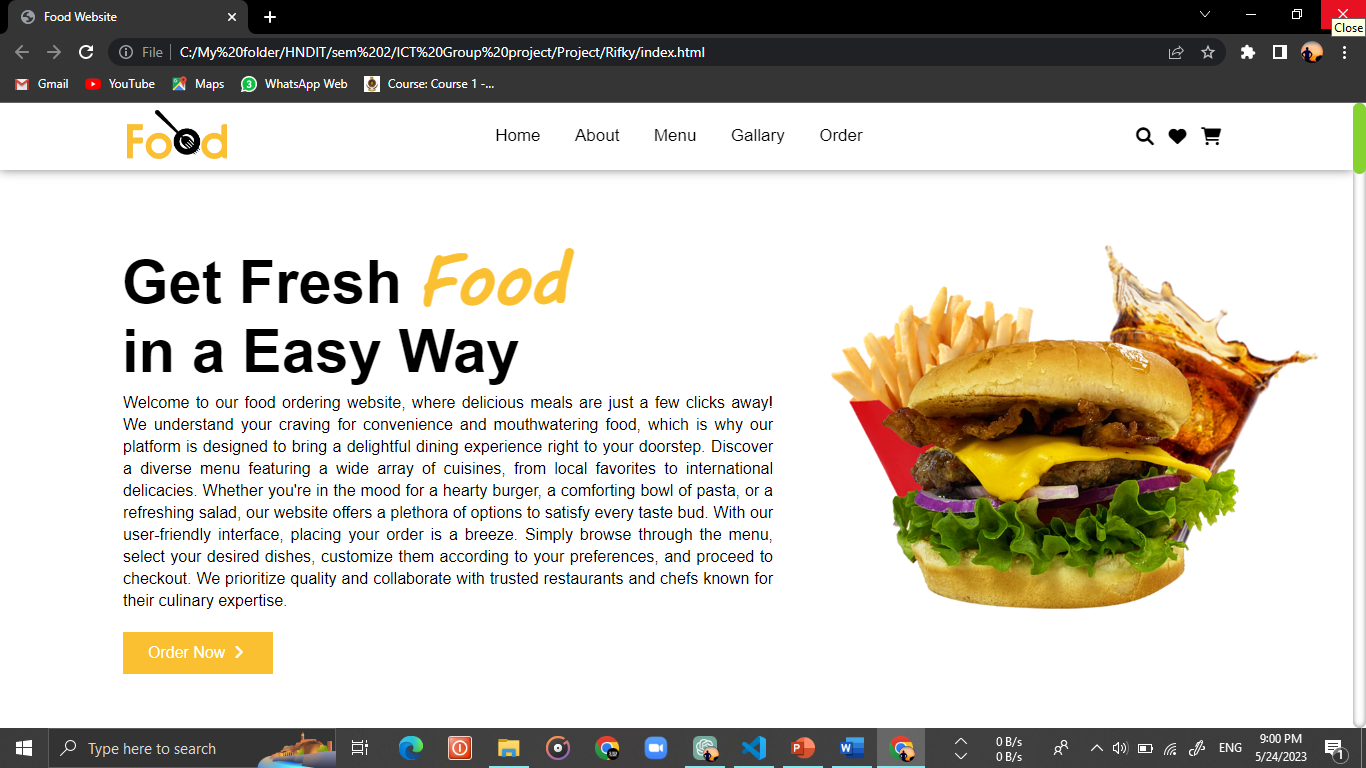 Food Website
Close
File
C:/My%20folder/HNDIT/sem%202/ICT%20Group%20project/Project/Rifky/index.html
Gmail
YouTube
Maps
3
WhatsApp Web
Course: Course 1 -...
Food
Home
About
Menu
Gallary
Order
Get Fresh Food
in a Easy Way
Welcome to our food ordering website, where delicious meals are just a few clicks away!
We understand your craving for convenience and mouthwatering food, which is why our
platform is designed to bring a delightful dining experience right to your doorstep. Discover
a diverse menu featuring a wide array of cuisines, from local favorites to international
delicacies. Whether you're in the mood for a hearty burger, a comforting bowl of pasta, or a
refreshing salad, our website offers a plethora of options to satisfy every taste bud. With our
user-friendly interface, placing your order is a breeze. Simply browse through the menu,
select your desired dishes, customize them according to your preferences, and proceed to
checkout. We prioritize quality and collaborate with trusted restaurants and chefs known for
their culinary expertise.
Order Now
Type here to search
0 B/s
0 B/s
ENG
9:00 PM
5/24/2023
1